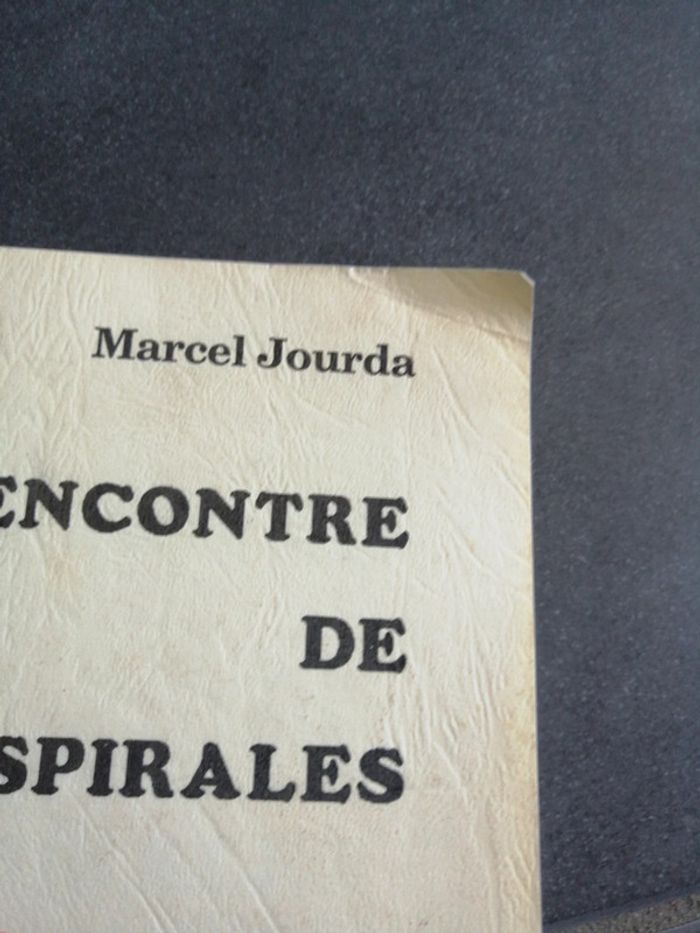 Marcel Jourda
ENCONTRE
DE
SPIRALES